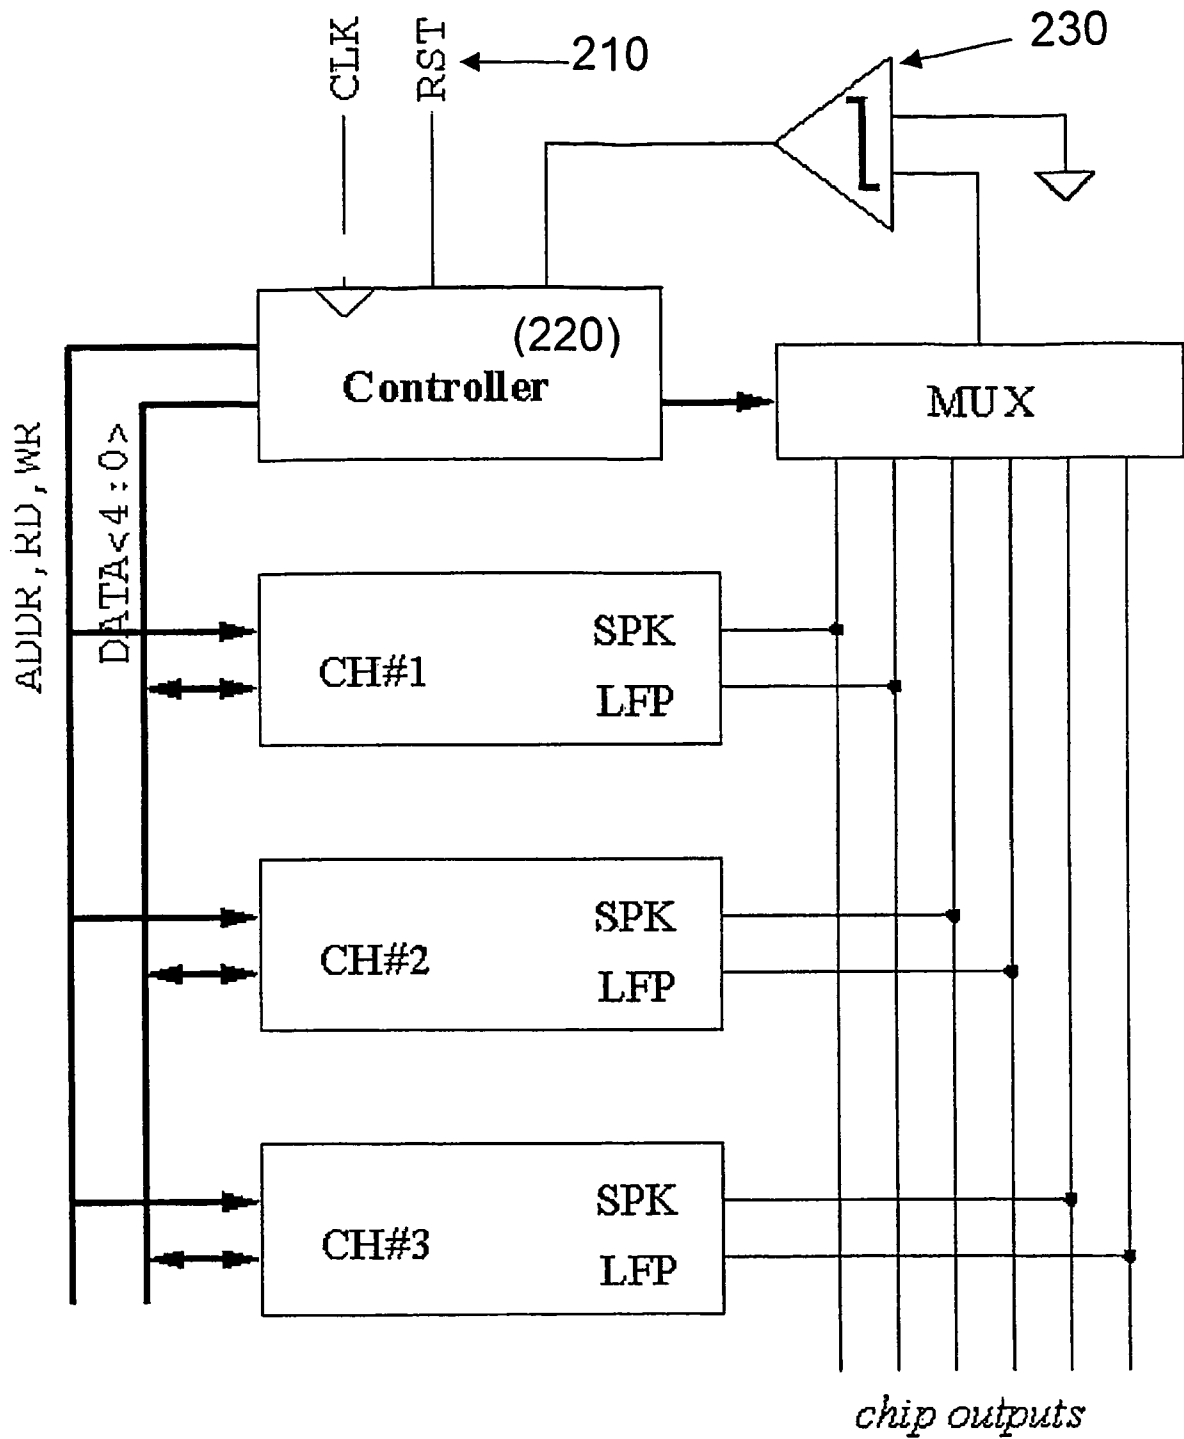 CLK
RST
210
230
(220)
Controller
MUX
ADDR,RD,WR
DATA<4:0>
SPK
CH#1
LFP
SPK
CH#2
LFP
SPK
CH#3
LFP
chip outputs